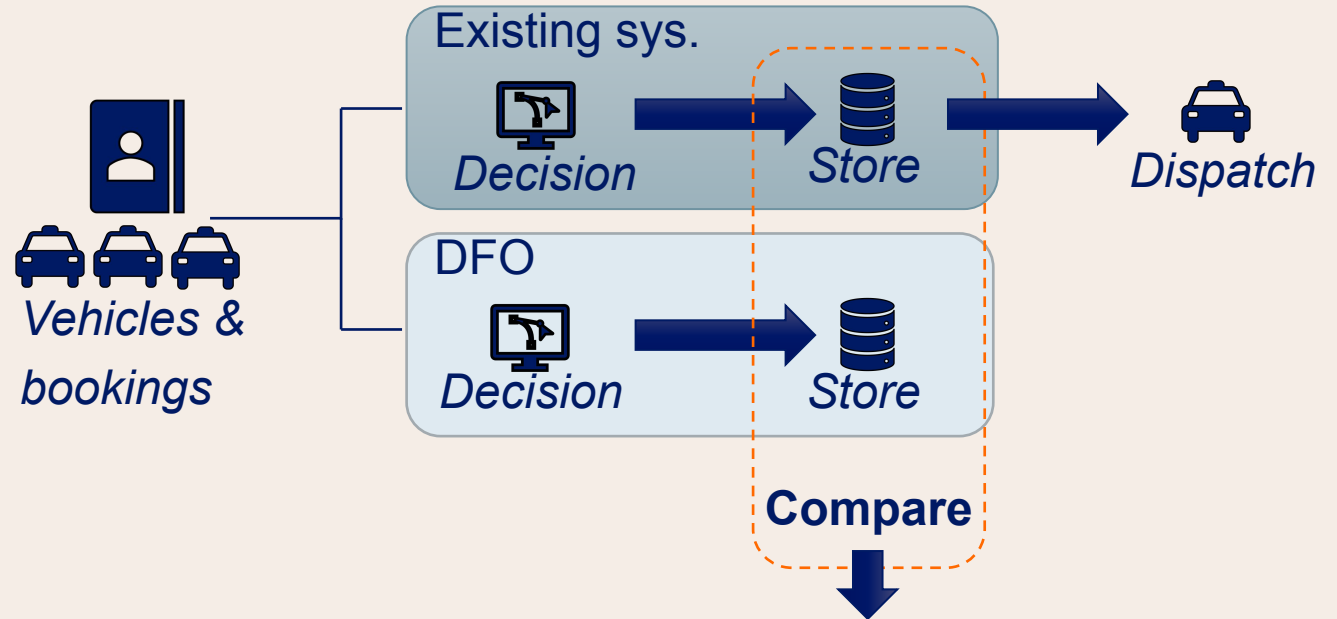 Existing sys.
Decision
Store
Dispatch
Vehicles &
bookings
DFO
Decision
Store
Compare